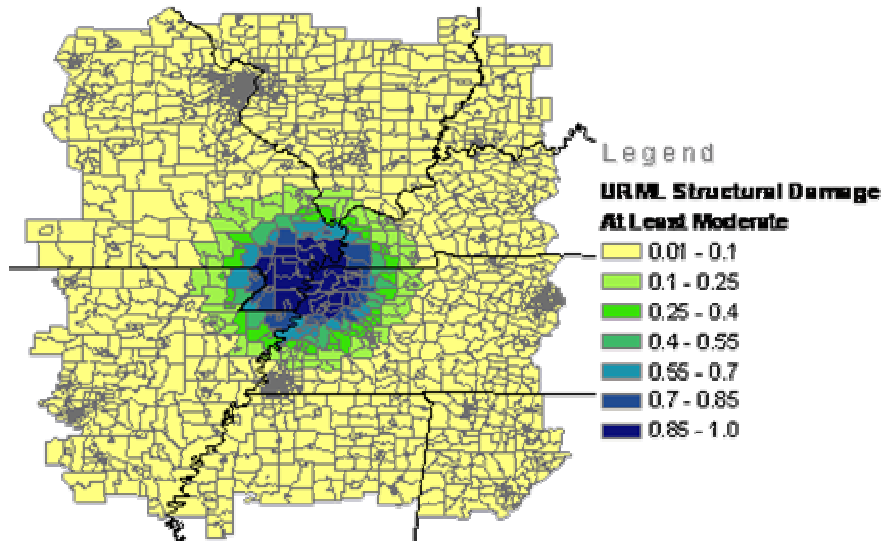 Legend
URML Structural Damage
At Least Moderate
0.01 - 0.1
0.1 - 0.25
0.25 - 0.4
0.4 - 0.55
0.55 - 0.7
0.7 - 0.85
0.85 - 1.0